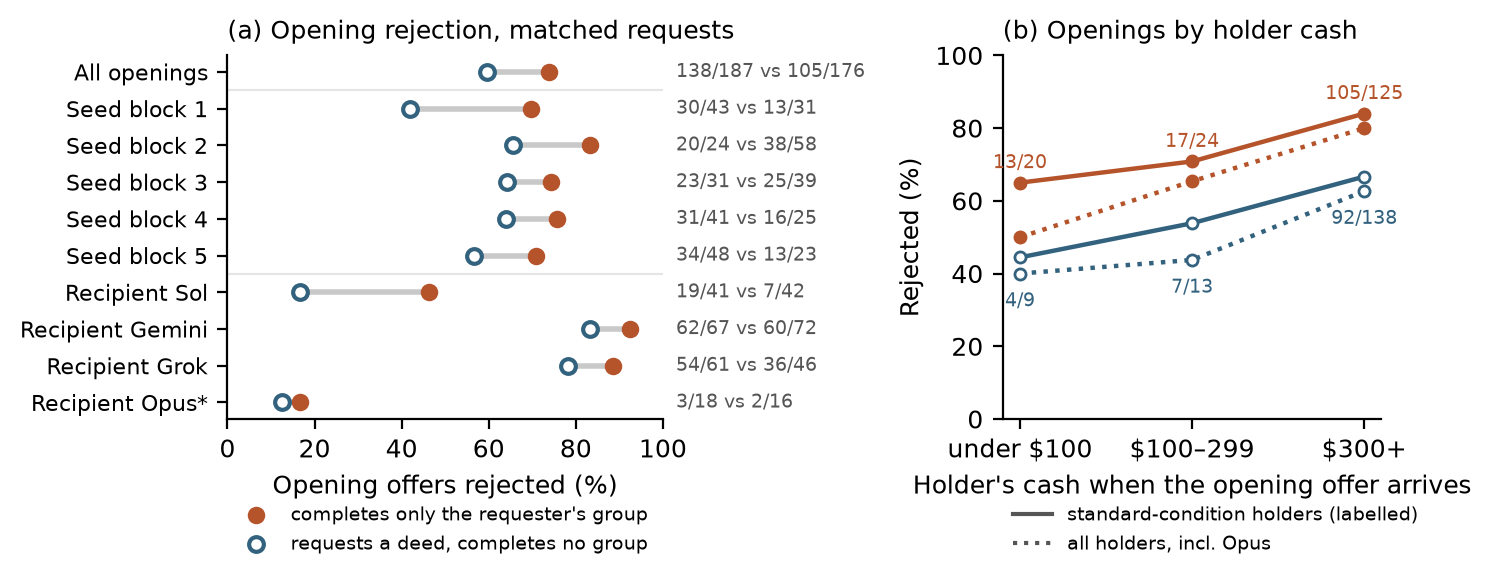 (a) Opening rejection, matched requests
All openings
138/187 vs 105/176
Seed block 1
30/43 vs 13/31
Seed block 2
20/24 vs 38/58
Seed block 3
23/31 vs 25/39
Seed block 4
31/41 vs 16/25
Seed block 5
34/48 vs 13/23
Recipient Sol
19/41 vs 7/42
Recipient Gemini
62/67 vs 60/72
Recipient Grok
54/61 vs 36/46
Recipient Opus*
3/18 vs 2/16
0 20 40 60 80 100
Opening offers rejected (%)
completes only the requester's group
requests a deed, completes no group
(b) Openings by holder cash
Rejected (%)
100
80
60
40
20
0
105/125
17/24
13/20
92/138
7/13
4/9
under $100 $100–299 $300+
Holder's cash when the opening offer arrives
standard-condition holders (labelled)
all holders, incl. Opus